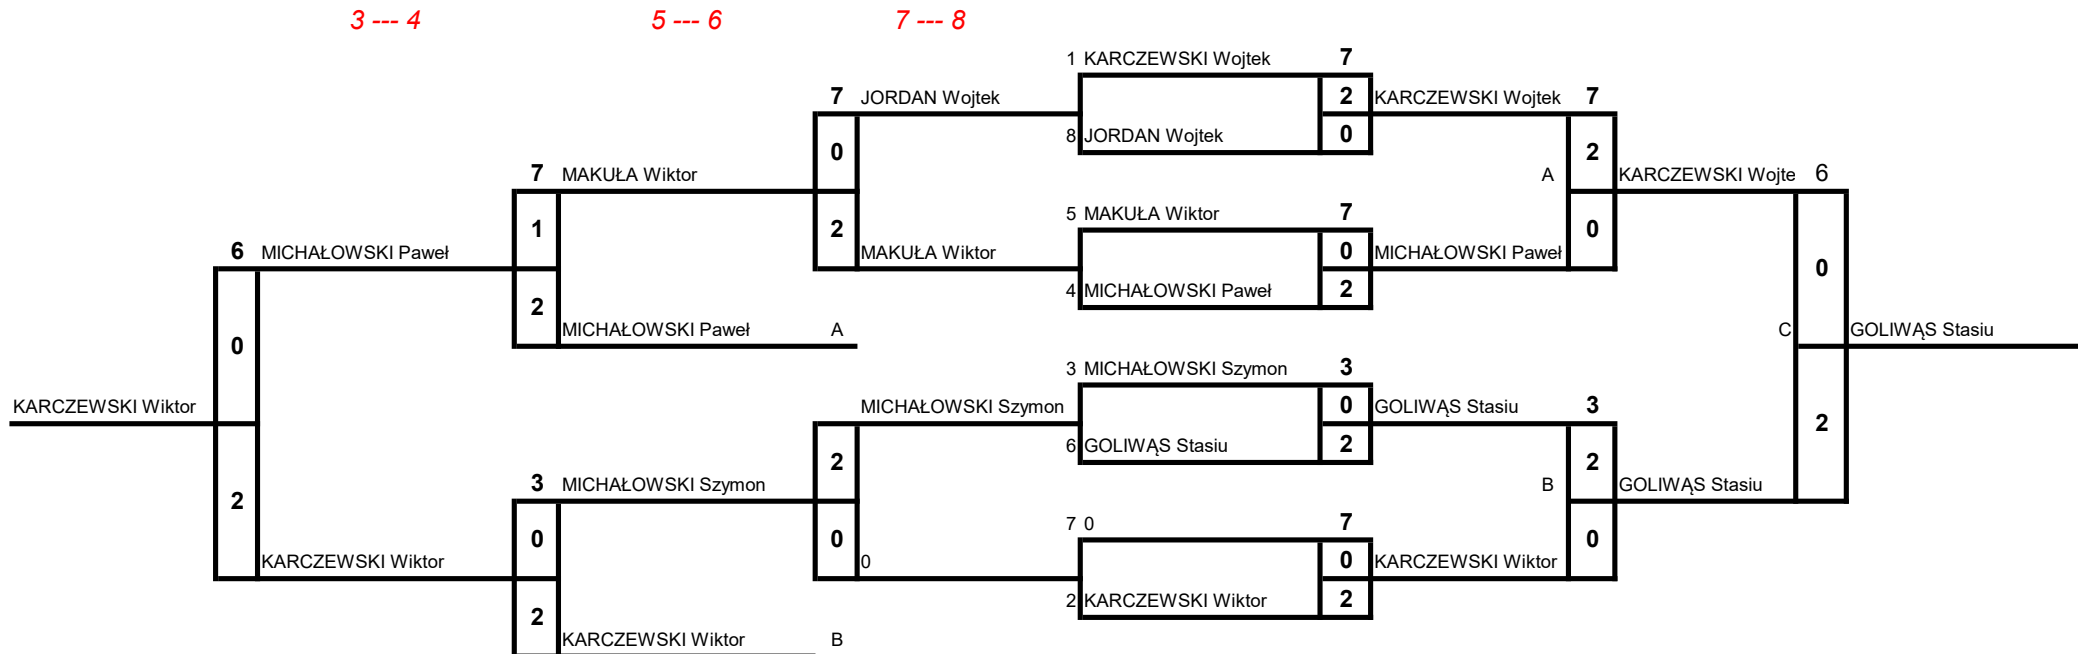 3 --- 4 5 --- 6 7 --- 8
1 KARCZEWSKI Wojtek 7
7 JORDAN Wojtek 2 KARCZEWSKI Wojtek 7
8 JORDAN Wojtek 0
0 2
7 MAKUŁA Wiktor A KARCZEWSKI Wojte 6
5 MAKUŁA Wiktor 7
1 2 0
6 MICHAŁOWSKI Paweł MAKUŁA Wiktor 0 MICHAŁOWSKI Paweł
0
4 MICHAŁOWSKI Paweł 2
2
MICHAŁOWSKI Paweł A C GOLIWĄS Stasiu
0
3 MICHAŁOWSKI Szymon 3
KARCZEWSKI Wiktor MICHAŁOWSKI Szymon 0 GOLIWĄS Stasiu 3
2
6 GOLIWĄS Stasiu 2
2 2
3 MICHAŁOWSKI Szymon B GOLIWĄS Stasiu
2
7 0 7
0 0 0
KARCZEWSKI Wiktor 0 0 KARCZEWSKI Wiktor
2 KARCZEWSKI Wiktor 2
2
KARCZEWSKI Wiktor B